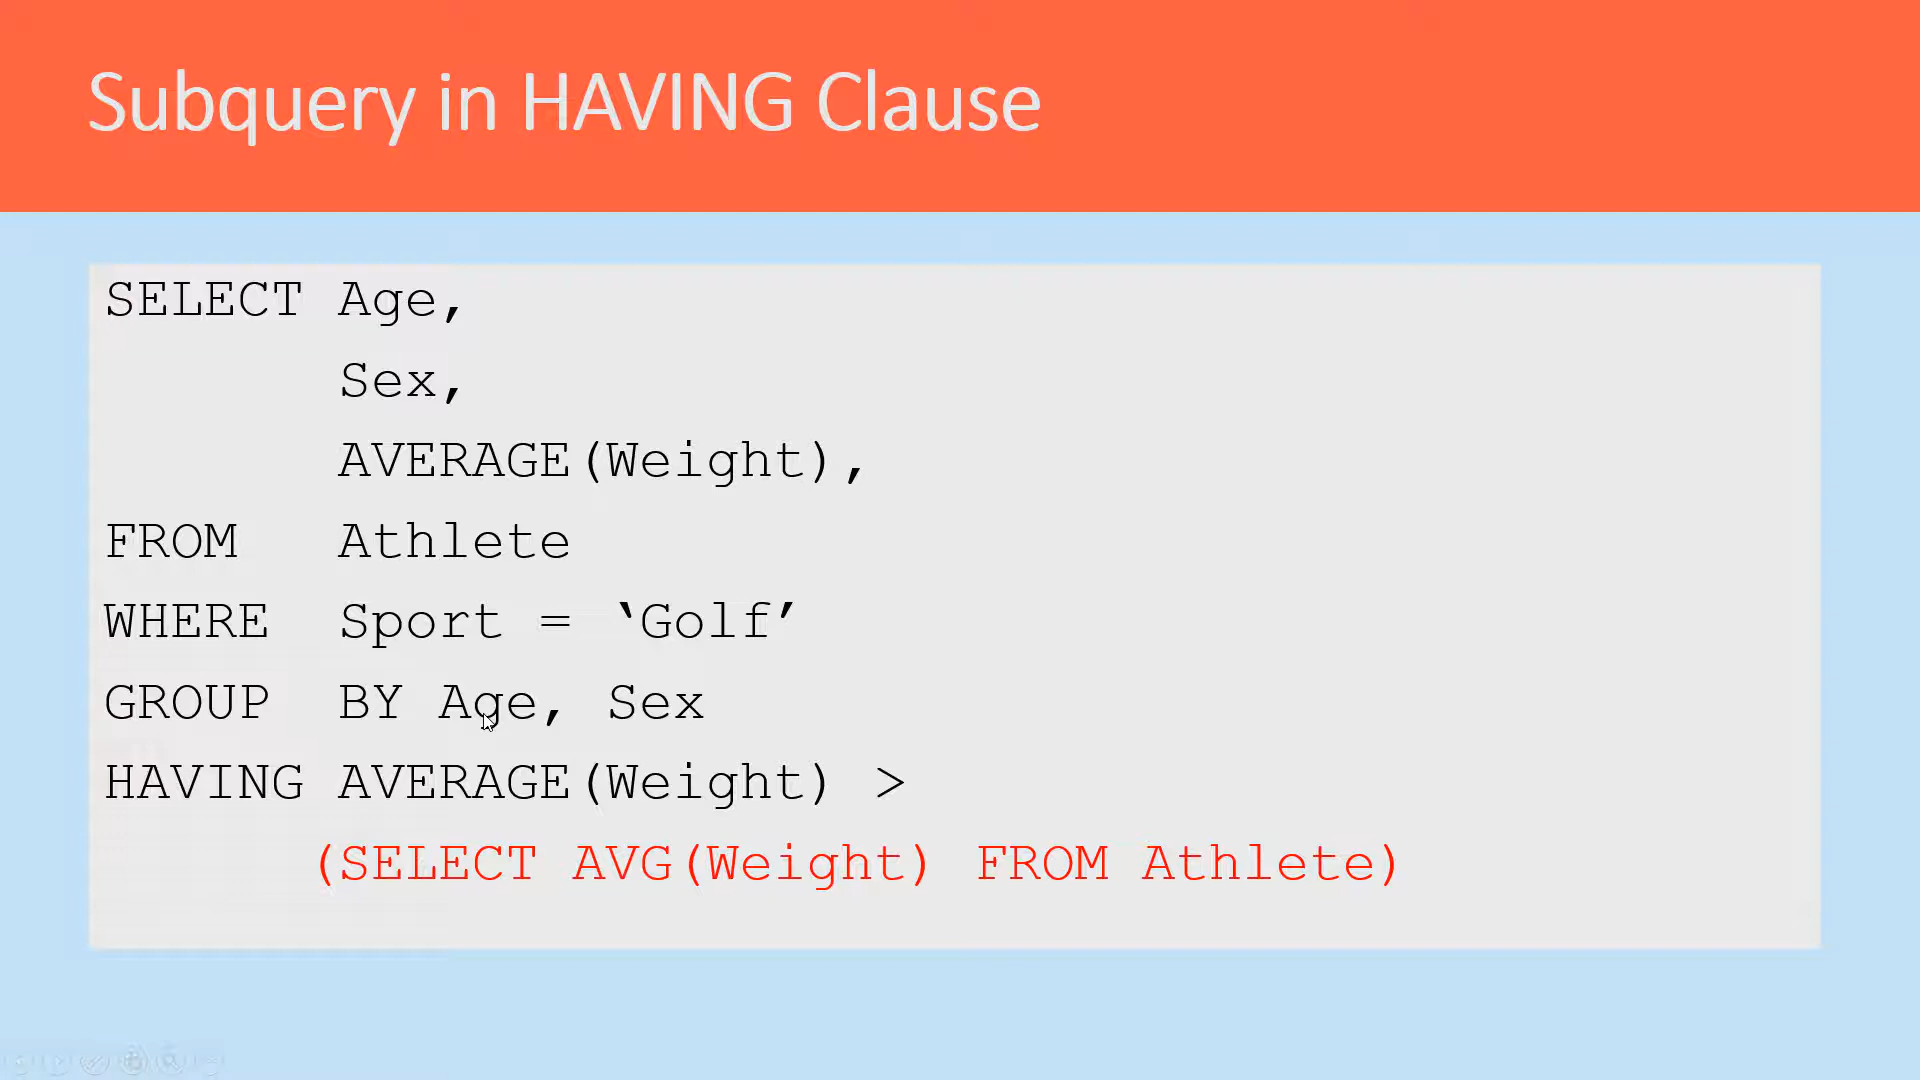 Subquery in HAVING Clause
SELECT Age,
Sex,
AVERAGE(Weight),
FROM Athlete
WHERE Sport = ‘Golf’
GROUP BY Age, Sex
HAVING AVERAGE(Weight) >
(SELECT AVG(Weight) FROM Athlete)